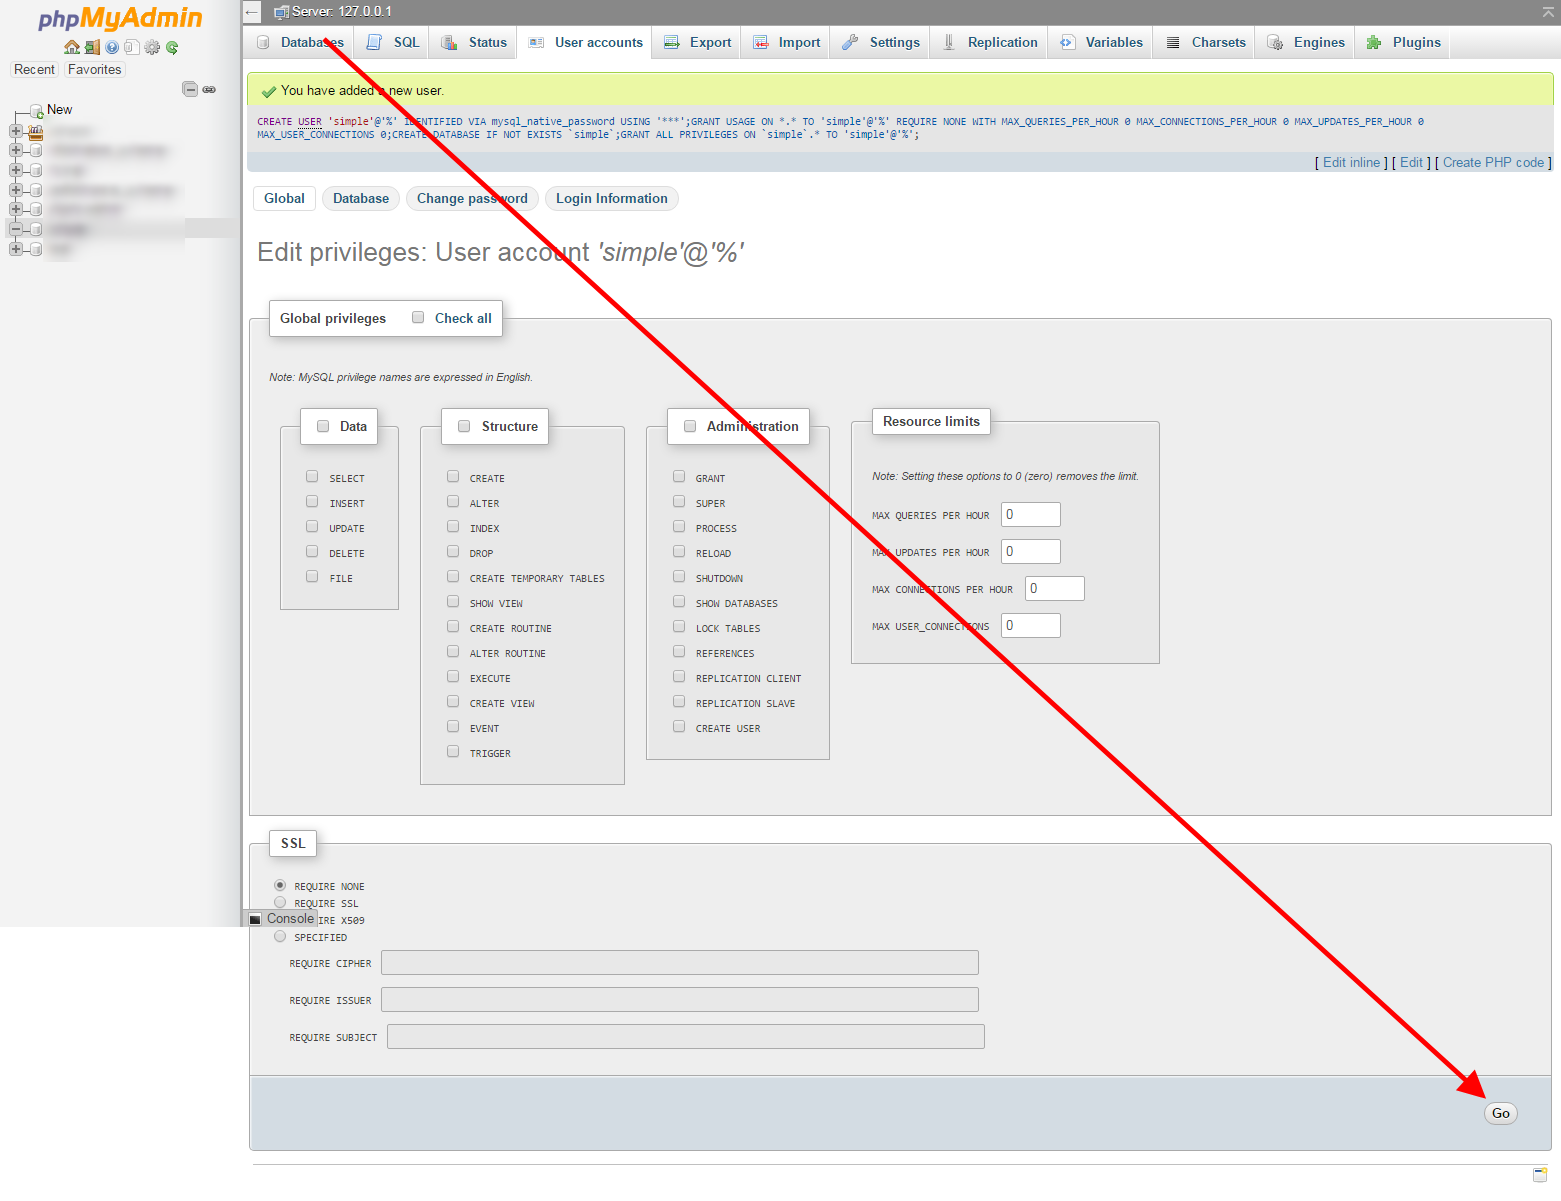 phpMyAdmin
Recent Favorites
New
Server: 127.0.0.1
Databases SQL Status User accounts Export Import Settings Replication Variables Charsets Engines Plugins
You have added a new user.
CREATE USER 'simple'@'%' IDENTIFIED VIA mysql_native_password USING '***';GRANT USAGE ON *.* TO 'simple'@'%' REQUIRE NONE WITH MAX_QUERIES_PER_HOUR 0 MAX_CONNECTIONS_PER_HOUR 0 MAX_UPDATES_PER_HOUR 0
MAX_USER_CONNECTIONS 0;CREATE DATABASE IF NOT EXISTS `simple`;GRANT ALL PRIVILEGES ON `simple`.* TO 'simple'@'%';
[ Edit inline ] [ Edit ] [ Create PHP code ]
Global Database Change password Login Information
Edit privileges: User account 'simple'@'%'
Global privileges Check all
Note: MySQL privilege names are expressed in English.
Data
SELECT
INSERT
UPDATE
DELETE
FILE
Structure
CREATE
ALTER
INDEX
DROP
CREATE TEMPORARY TABLES
SHOW VIEW
CREATE ROUTINE
ALTER ROUTINE
EXECUTE
CREATE VIEW
EVENT
TRIGGER
Administration
GRANT
SUPER
PROCESS
RELOAD
SHUTDOWN
SHOW DATABASES
LOCK TABLES
REFERENCES
REPLICATION CLIENT
REPLICATION SLAVE
CREATE USER
Resource limits
Note: Setting these options to 0 (zero) removes the limit.
MAX QUERIES PER HOUR 0
MAX UPDATES PER HOUR 0
MAX CONNECTIONS PER HOUR 0
MAX USER_CONNECTIONS 0
SSL
REQUIRE NONE
REQUIRE SSL
Console IRE X509
SPECIFIED
REQUIRE CIPHER
REQUIRE ISSUER
REQUIRE SUBJECT
Go